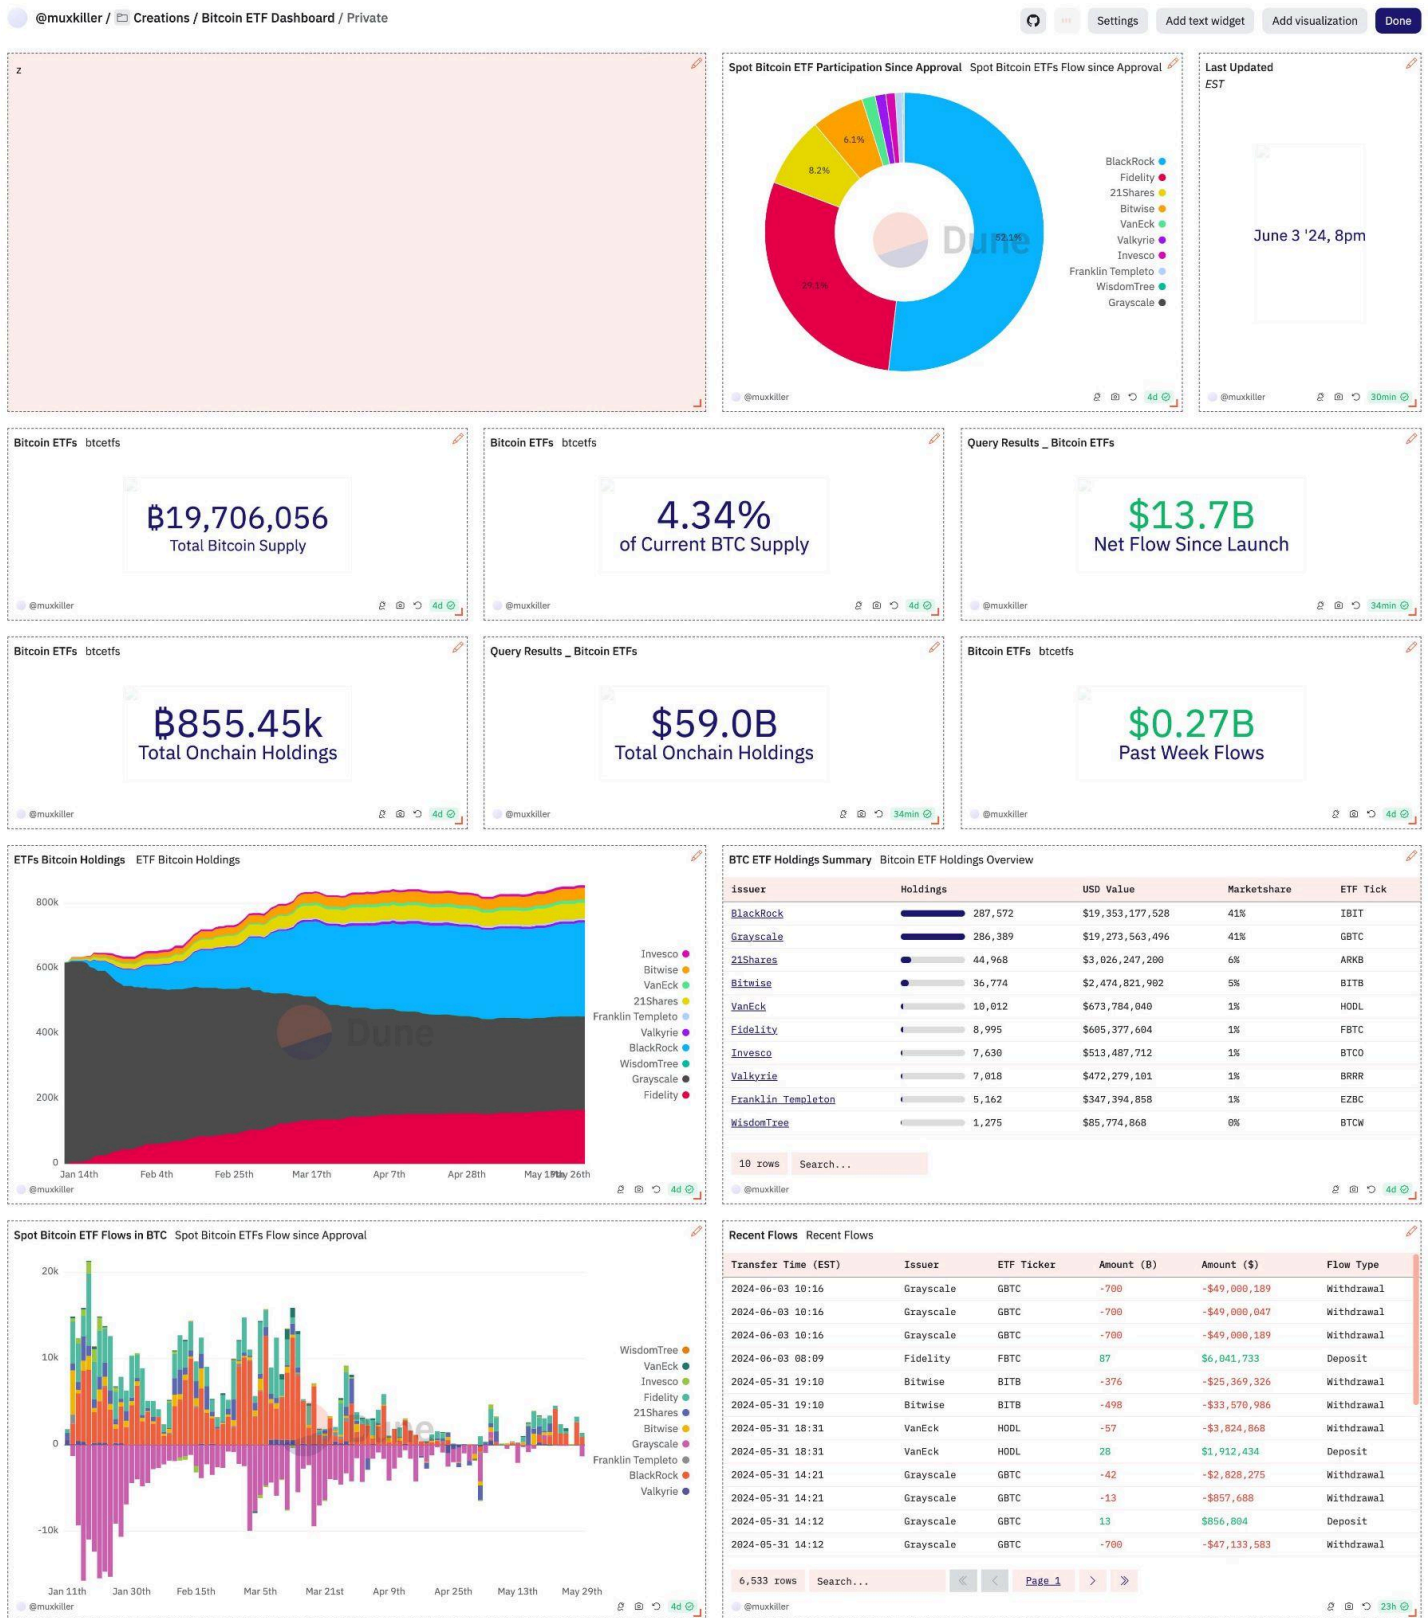 @muxkiller / Creations / Bitcoin ETF Dashboard / Private
Settings
Add text widget
Add visualization
Done
z
Spot Bitcoin ETF Participation Since Approval Spot Bitcoin ETFs Flow since Approval
6.1%
8.2%
52.1%
29.1%
Dune
BlackRock
Fidelity
21Shares
Bitwise
VanEck
Valkyrie
Invesco
Franklin Templeto
WisdomTree
Grayscale
@muxkiller
4d
Last Updated
EST
June 3 '24, 8pm
@muxkiller
30min
Bitcoin ETFs btcetfs
₿19,706,056
Total Bitcoin Supply
@muxkiller
4d
Bitcoin ETFs btcetfs
4.34%
of Current BTC Supply
@muxkiller
4d
Query Results _ Bitcoin ETFs
$13.7B
Net Flow Since Launch
@muxkiller
34min
Bitcoin ETFs btcetfs
₿855.45k
Total Onchain Holdings
@muxkiller
4d
Query Results _ Bitcoin ETFs
$59.0B
Total Onchain Holdings
@muxkiller
34min
Bitcoin ETFs btcetfs
$0.27B
Past Week Flows
@muxkiller
4d
ETFs Bitcoin Holdings ETF Bitcoin Holdings
800k
600k
400k
200k
0
Dune
Jan 14th Feb 4th Feb 25th Mar 17th Apr 7th Apr 28th May 26th
Invesco
Bitwise
VanEck
21Shares
Franklin Templeto
Valkyrie
BlackRock
WisdomTree
Grayscale
Fidelity
@muxkiller
4d
BTC ETF Holdings Summary Bitcoin ETF Holdings Overview
issuer Holdings USD Value Marketshare ETF Tick
BlackRock 287,572 $19,353,177,528 41% IBIT
Grayscale 286,389 $19,273,563,496 41% GBTC
21Shares 44,968 $3,026,247,200 6% ARKB
Bitwise 36,774 $2,474,821,902 5% BITB
VanEck 10,012 $673,784,040 1% HODL
Fidelity 8,995 $605,377,604 1% FBTC
Invesco 7,630 $513,487,712 1% BTCO
Valkyrie 7,018 $472,279,101 1% BRRR
Franklin Templeton 5,162 $347,394,858 1% EZBC
WisdomTree 1,275 $85,774,868 0% BTCW
10 rows Search...
@muxkiller
4d
Spot Bitcoin ETF Flows in BTC Spot Bitcoin ETFs Flow since Approval
20k
10k
0
-10k
Jan 11th Jan 30th Feb 15th Mar 5th Mar 21st Apr 9th Apr 25th May 13th May 29th
WisdomTree
VanEck
Invesco
Fidelity
21Shares
Bitwise
Grayscale
Franklin Templeto
BlackRock
Valkyrie
@muxkiller
4d
Recent Flows Recent Flows
Transfer Time (EST) Issuer ETF Ticker Amount (B) Amount ($) Flow Type
2024-06-03 10:16 Grayscale GBTC -700 -$49,000,189 Withdrawal
2024-06-03 10:16 Grayscale GBTC -700 -$49,000,047 Withdrawal
2024-06-03 10:16 Grayscale GBTC -700 -$49,000,189 Withdrawal
2024-06-03 08:09 Fidelity FBTC 87 $6,041,733 Deposit
2024-05-31 19:10 Bitwise BITB -376 -$25,369,326 Withdrawal
2024-05-31 19:10 Bitwise BITB -498 -$33,570,986 Withdrawal
2024-05-31 18:31 VanEck HODL -57 -$3,824,868 Withdrawal
2024-05-31 18:31 VanEck HODL 28 $1,912,434 Deposit
2024-05-31 14:21 Grayscale GBTC -42 -$2,828,275 Withdrawal
2024-05-31 14:21 Grayscale GBTC -13 -$857,688 Withdrawal
2024-05-31 14:12 Grayscale GBTC 13 $856,804 Deposit
2024-05-31 14:12 Grayscale GBTC -700 -$47,133,583 Withdrawal
6,533 rows Search... Page 1
@muxkiller
23h